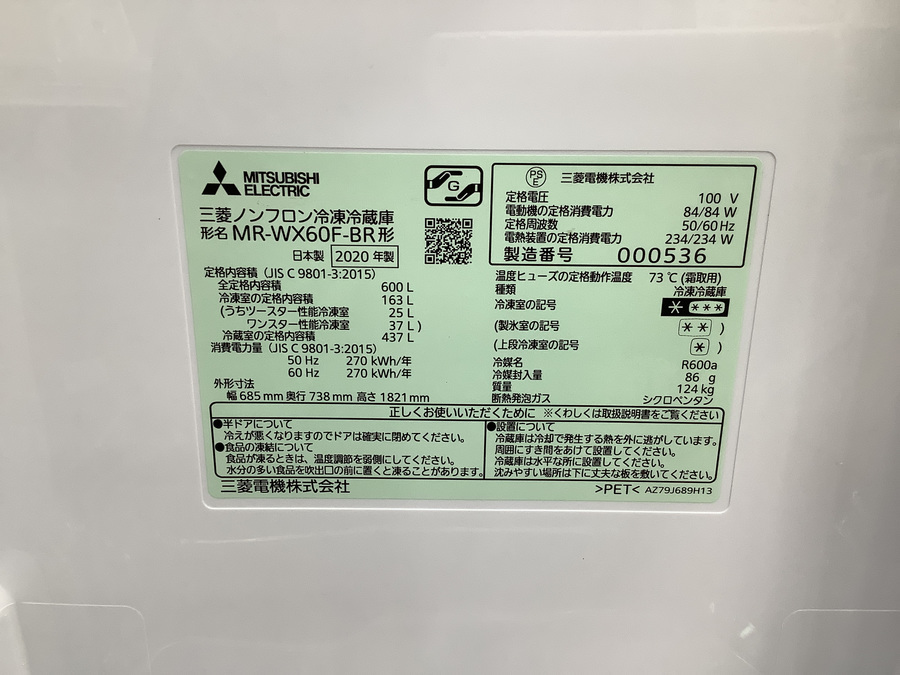 MITSUBISHI
ELECTRIC
G
三菱ノンフロン冷凍冷蔵庫
形名 MR-WX60F-BR形
日本製 2020 年製
定格内容積 (JIS C 9801-3:2015)
全定格内容積 600 L
冷凍室の定格内容積 163 L
(うちツースター性能冷凍室 25 L
ワンスター性能冷凍室 37 L )
冷蔵室の定格内容積 437 L
消費電力量 (JIS C 9801-3:2015)
50 Hz 270 kWh/年
60 Hz 270 kWh/年
外形寸法
幅 685 mm 奥行 738 mm 高さ 1821 mm
PS
E 三菱電機株式会社
定格電圧 100 V
電動機の定格消費電力 84/84 W
定格周波数 50/60 Hz
電熱装置の定格消費電力 234/234 W
製造番号 000536
温度ヒューズの定格動作温度 73 ℃ (霜取用)
種類 冷凍冷蔵庫
冷凍室の記号 * ***
(製氷室の記号 ** )
(上段冷凍室の記号 * )
冷媒名 R600a
冷媒封入量 86 g
質量 124 kg
断熱発泡ガス シクロペンタン
正しくお使いいただくために ※くわしくは取扱説明書をご覧ください
●半ドアについて
冷えが悪くなりますのでドアは確実に閉めてください。
●食品の凍結について
食品が凍るときは、温度調節を弱側にしてください。
水分の多い食品を吹出口の前に置くと凍ることがあります。
●設置について
冷蔵庫は冷却で発生する熱を外に逃がしています。
周囲にすき間をあけて設置してください。
冷蔵庫は水平な所に設置してください。
沈みやすい場所は下に丈夫な板を敷いてください。
三菱電機株式会社
>PET< AZ79J689H13